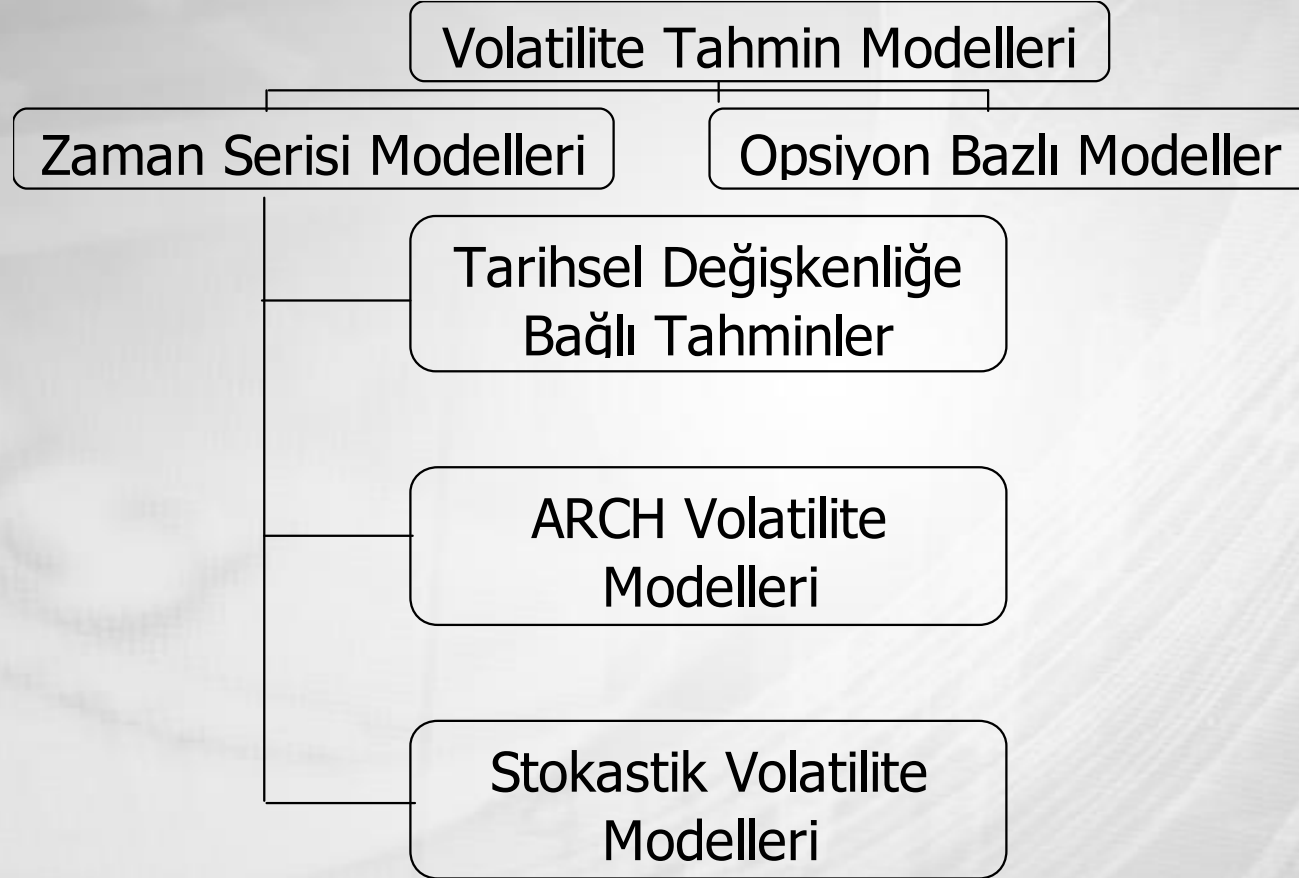 Volatilite Tahmin Modelleri
Zaman Serisi Modelleri
Opsiyon Bazlı Modeller
Tarihsel Değişkenliğe
Bağlı Tahminler
ARCH Volatilite
Modelleri
Stokastik Volatilite
Modelleri